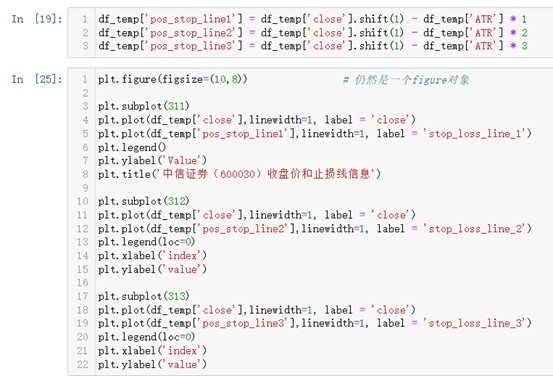 In [19]:
1 df_temp['pos_stop_line1'] = df_temp['close'].shift(1) - df_temp['ATR'] * 1
2 df_temp['pos_stop_line2'] = df_temp['close'].shift(1) - df_temp['ATR'] * 2
3 df_temp['pos_stop_line3'] = df_temp['close'].shift(1) - df_temp['ATR'] * 3
In [25]:
1 plt.figure(figsize=(10,8)) # 仍然是一个figure对象
2
3 plt.subplot(311)
4 plt.plot(df_temp['close'],linewidth=1, label = 'close')
5 plt.plot(df_temp['pos_stop_line1'],linewidth=1, label = 'stop_loss_line_1')
6 plt.legend()
7 plt.ylabel('Value')
8 plt.title('中信证券（600030）收盘价和止损线信息')
9
10 plt.subplot(312)
11 plt.plot(df_temp['close'],linewidth=1, label = 'close')
12 plt.plot(df_temp['pos_stop_line2'],linewidth=1, label = 'stop_loss_line_2')
13 plt.legend(loc=0)
14 plt.xlabel('index')
15 plt.ylabel('value')
16
17 plt.subplot(313)
18 plt.plot(df_temp['close'],linewidth=1, label = 'close')
19 plt.plot(df_temp['pos_stop_line3'],linewidth=1, label = 'stop_loss_line_3')
20 plt.legend(loc=0)
21 plt.xlabel('index')
22 plt.ylabel('value')